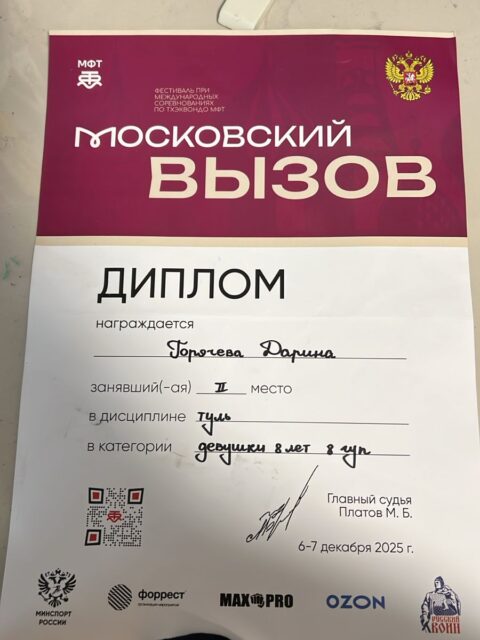 МФТ
ФЕСТИВАЛЬ ПРИ
МЕЖДУНАРОДНЫХ
СОРЕВНОВАНИЯХ
ПО ТХЭКВОНДО МФТ
МОСКОВСКИЙ
ВЫЗОВ
ДИПЛОМ
награждается
Горячева Дарина
занявший(-ая) II место
в дисциплине туль
в категории девушки 8 лет 8 гуп
Главный судья
Платов М. Б.
6-7 декабря 2025 г.
МИНСПОРТ
РОССИИ
форрест
MAX PRO
OZON
РУССКИЙ
ВОИН